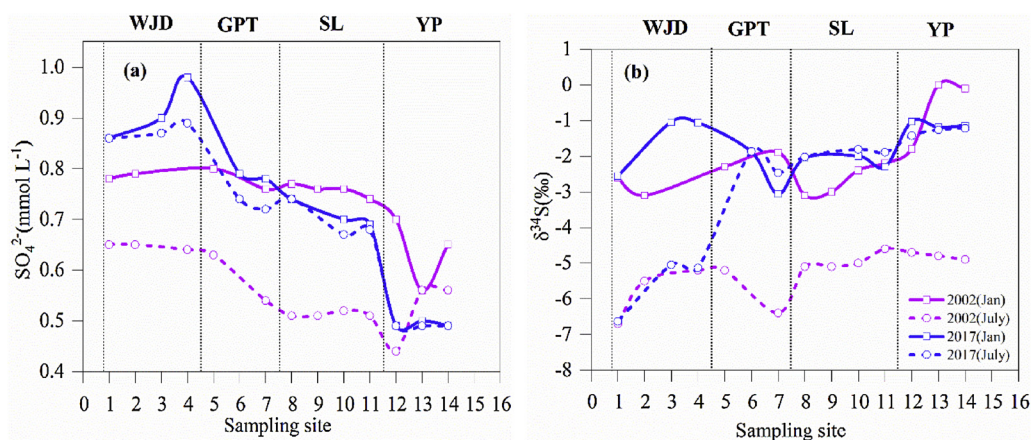 WJD GPT SL YP
(a)
SO₄²⁻(mmol L⁻¹)
1.0
0.9
0.8
0.7
0.6
0.5
0.4
0 1 2 3 4 5 6 7 8 9 10 11 12 13 14 15 16
Sampling site
WJD GPT SL YP
(b)
δ³⁴S(‰)
1
0
-1
-2
-3
-4
-5
-6
-7
-8
2002(Jan)
2002(July)
2017(Jan)
2017(July)
0 1 2 3 4 5 6 7 8 9 10 11 12 13 14 15 16
Sampling site